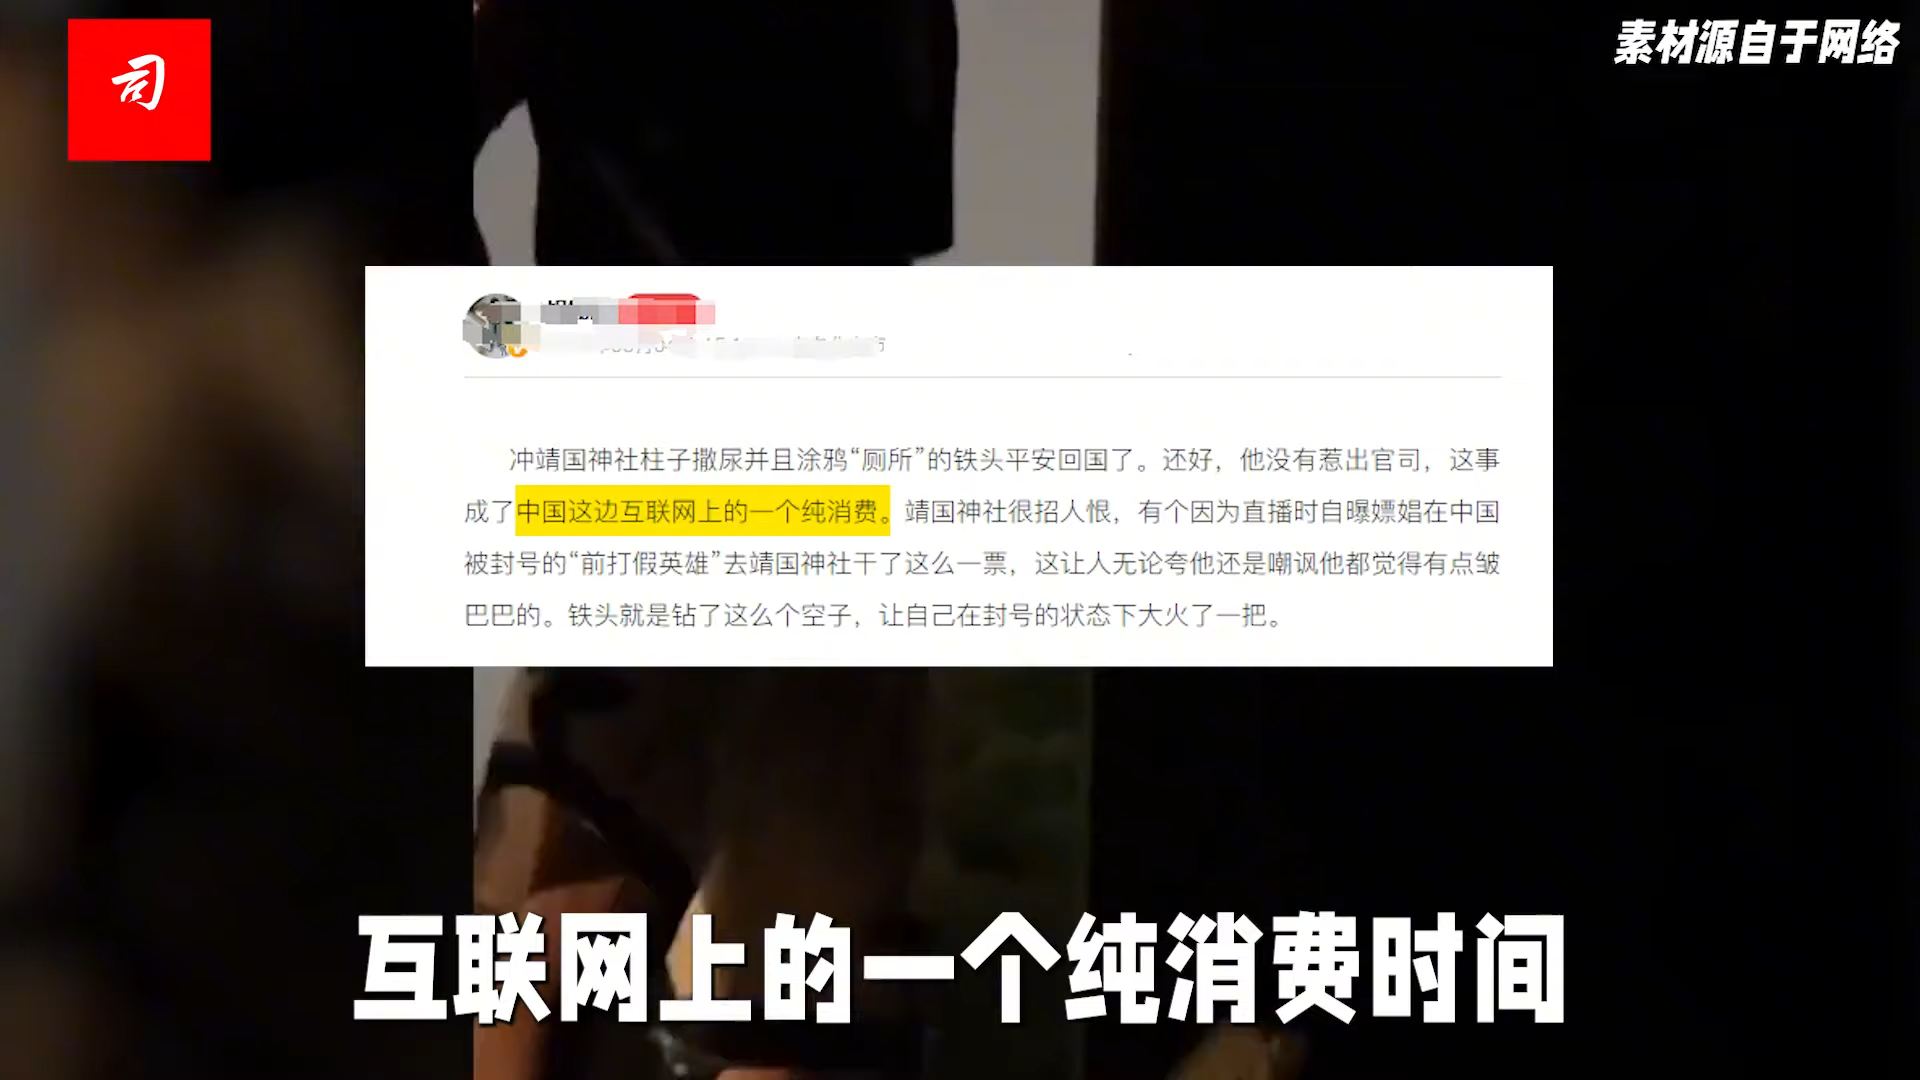 司
素材源自于网络
冲靖国神社柱子撒尿并且涂鸦“厕所”的铁头平安回国了。还好，他没有惹出官司，这事
成了中国这边互联网上的一个纯消费。靖国神社很招人恨，有个因为直播时自曝嫖娼在中国
被封号的“前打假英雄”去靖国神社干了这么一票，这让人无论夸他还是嘲讽他都觉得有点皱
巴巴的。铁头就是钻了这么个空子，让自己在封号的状态下大火了一把。
互联网上的一个纯消费时间